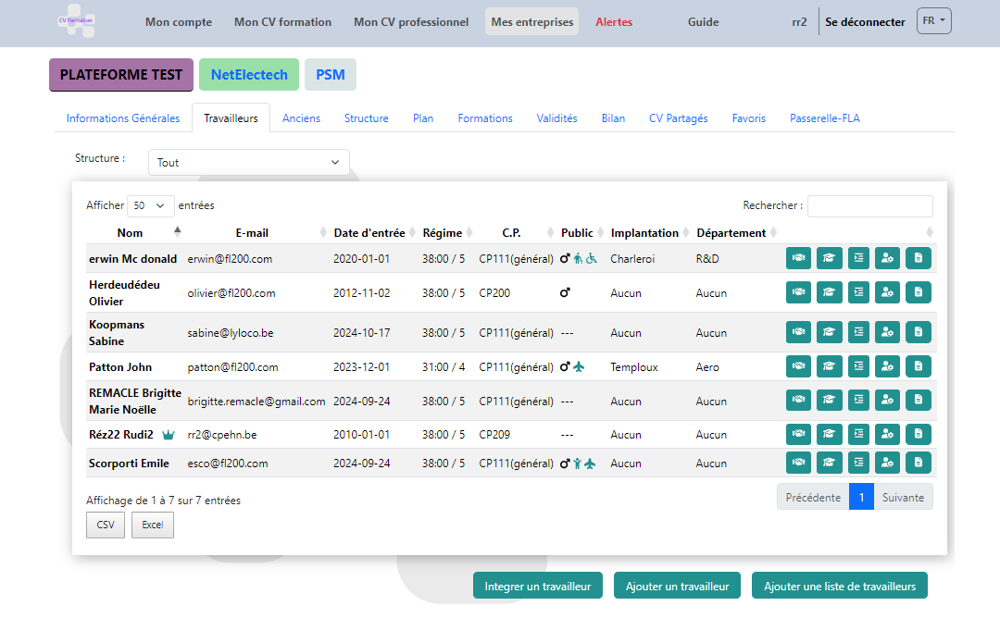 CV Formation
Mon compte Mon CV formation Mon CV professionnel Mes entreprises Alertes Guide rr2 Se déconnecter FR
PLATEFORME TEST NetElectech PSM
Informations Générales Travailleurs Anciens Structure Plan Formations Validités Bilan CV Partagés Favoris Passerelle-FLA
Structure : Tout
Afficher 50 entrées Rechercher :
Nom E-mail Date d'entrée Régime C.P. Public Implantation Département
erwin Mc donald erwin@fl200.com 2020-01-01 38:00 / 5 CP111(général) Charleroi R&D
Herdeudédeu
Olivier olivier@fl200.com 2012-11-02 38:00 / 5 CP200 Aucun Aucun
Koopmans
Sabine sabine@lyloco.be 2024-10-17 38:00 / 5 CP111(général) --- Aucun Aucun
Patton John patton@fl200.com 2023-12-01 31:00 / 4 CP111(général) Temploux Aero
REMACLE Brigitte
Marie Noëlle brigitte.remacle@gmail.com 2024-09-24 38:00 / 5 CP111(général) --- Aucun Aucun
Réz22 Rudi2 rr2@cpehn.be 2010-01-01 38:00 / 5 CP209 --- Aucun Aucun
Scorporti Emile esco@fl200.com 2024-09-24 38:00 / 5 CP111(général) Aucun Aucun
Affichage de 1 à 7 sur 7 entrées Précédente 1 Suivante
CSV Excel
Integrer un travailleur Ajouter un travailleur Ajouter une liste de travailleurs